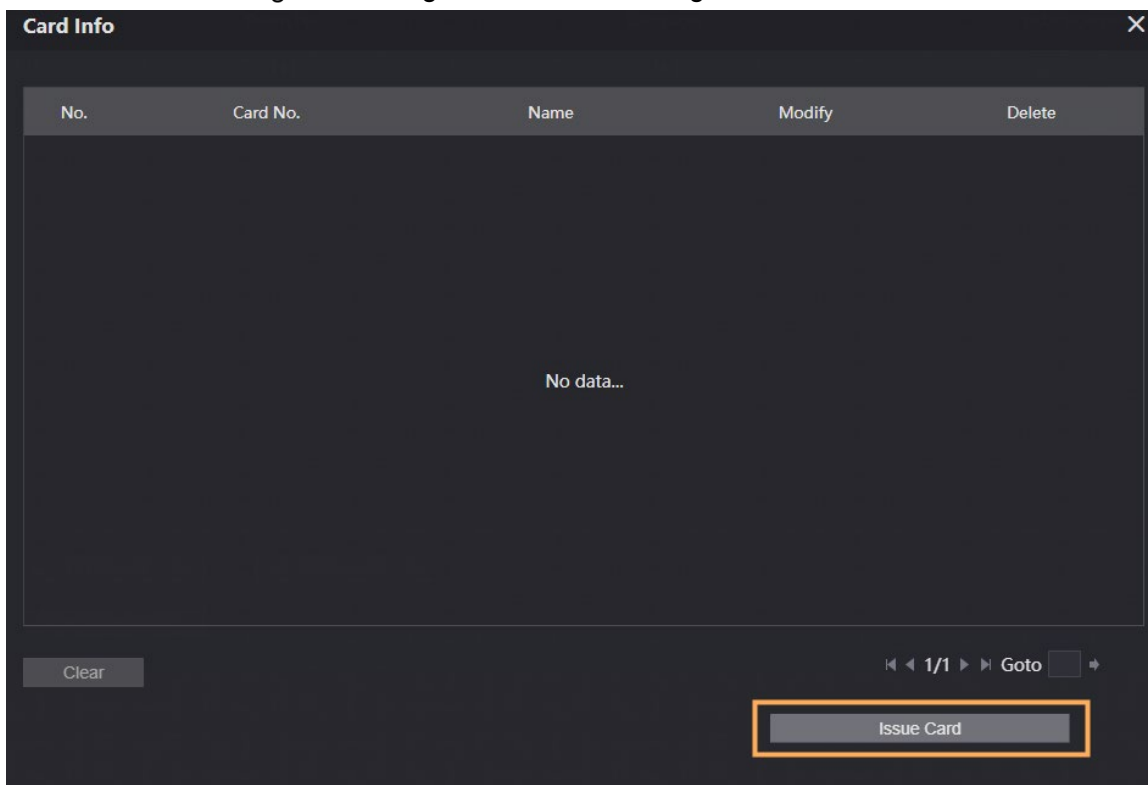 Card Info
No. Card No. Name Modify Delete
No data...
Clear
1/1 Goto
Issue Card